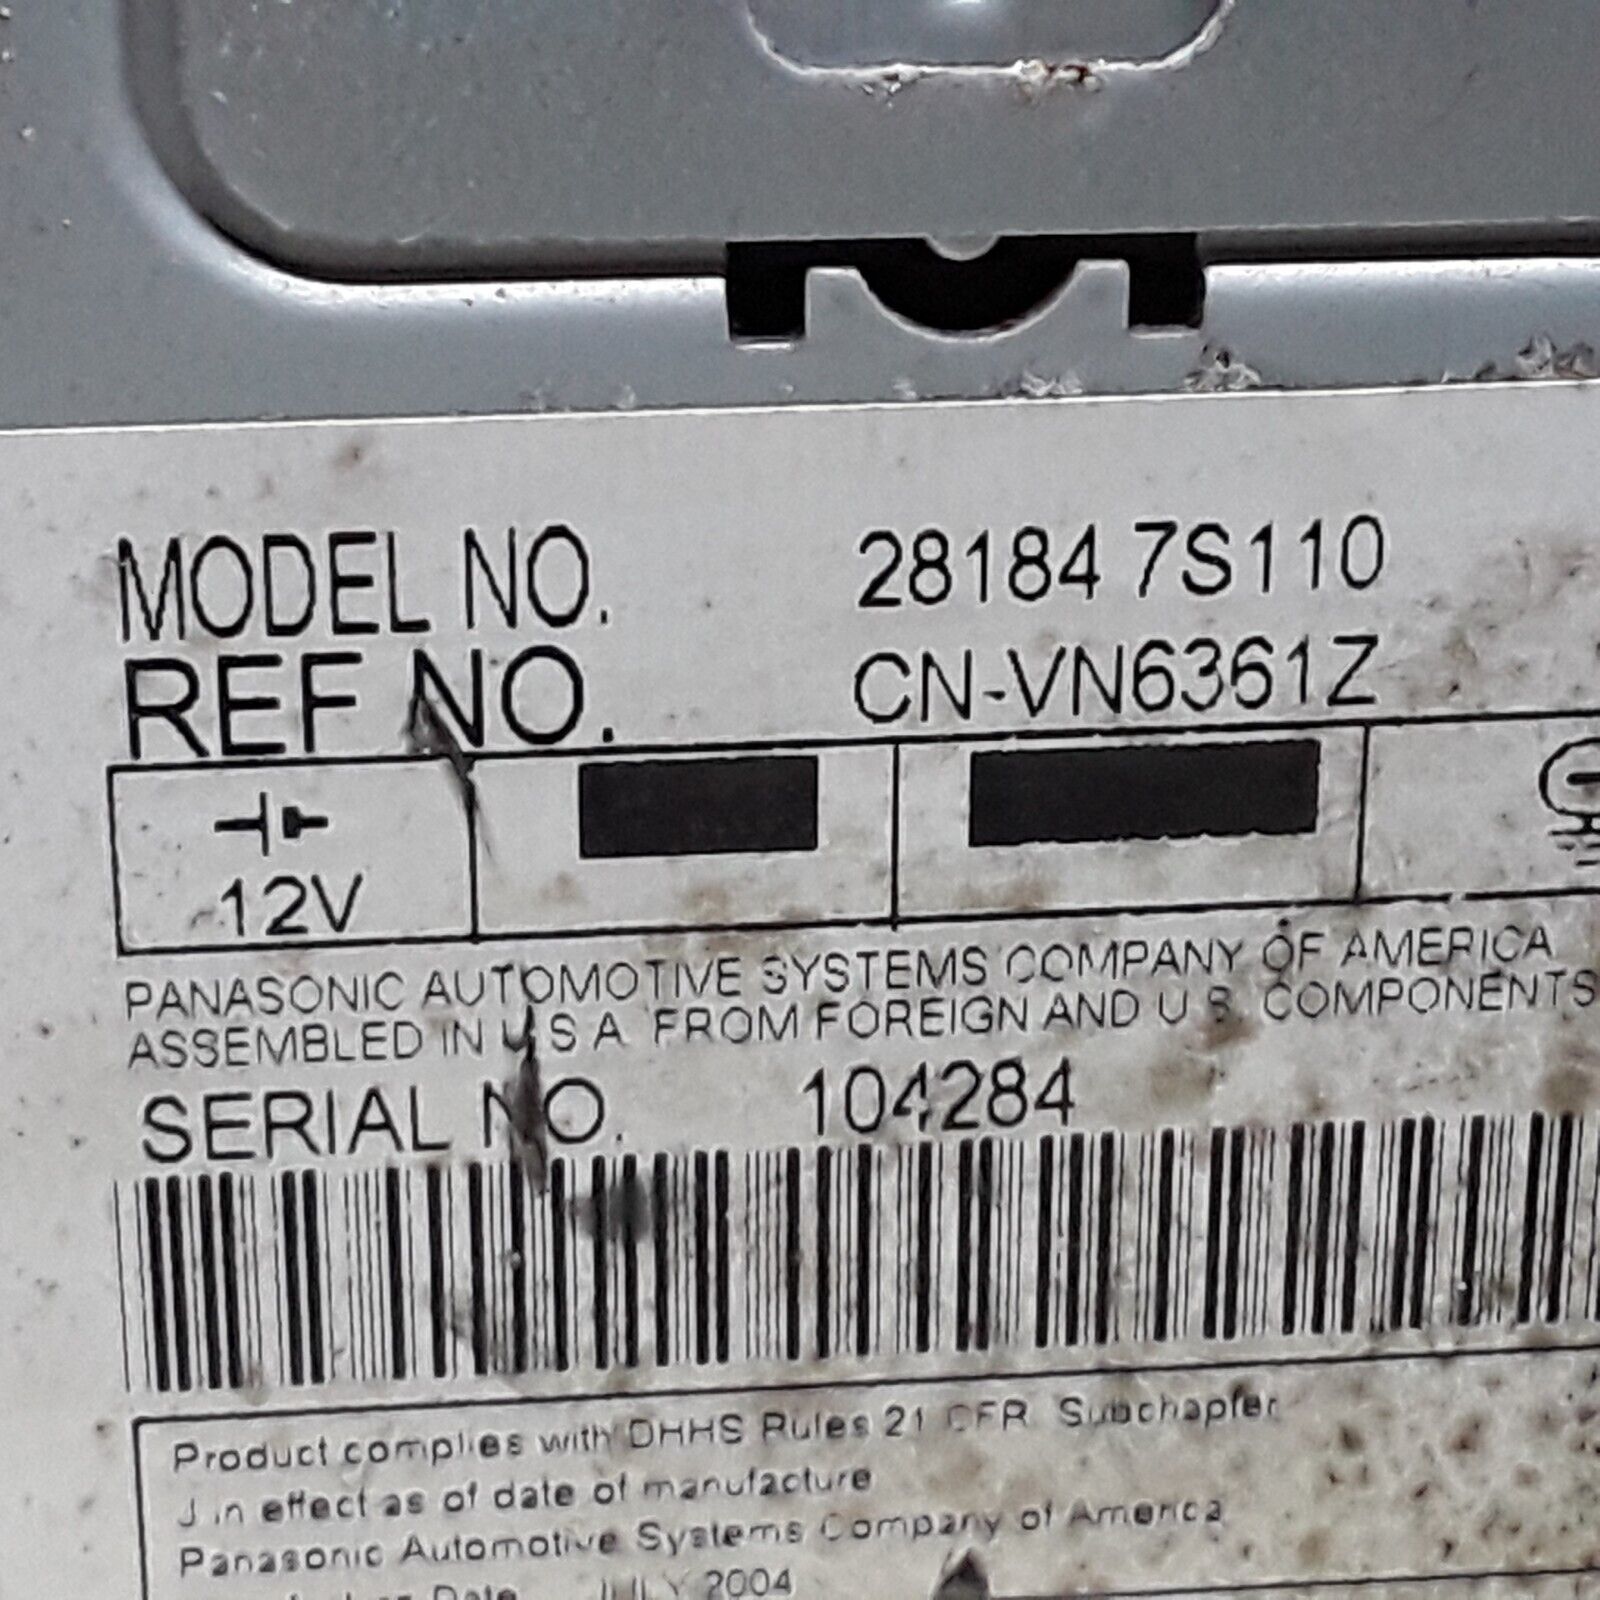 MODEL NO. 28184 7S110
REF NO. CN-VN6361Z
12V
PANASONIC AUTOMOTIVE SYSTEMS COMPANY OF AMERICA
ASSEMBLED IN U.S.A. FROM FOREIGN AND U.S. COMPONENTS
SERIAL NO. 104284
Product complies with DHHS Rules 21 CFR Subchapter
J in effect as of date of manufacture
Panasonic Automotive Systems Company of America
Date JULY 2004